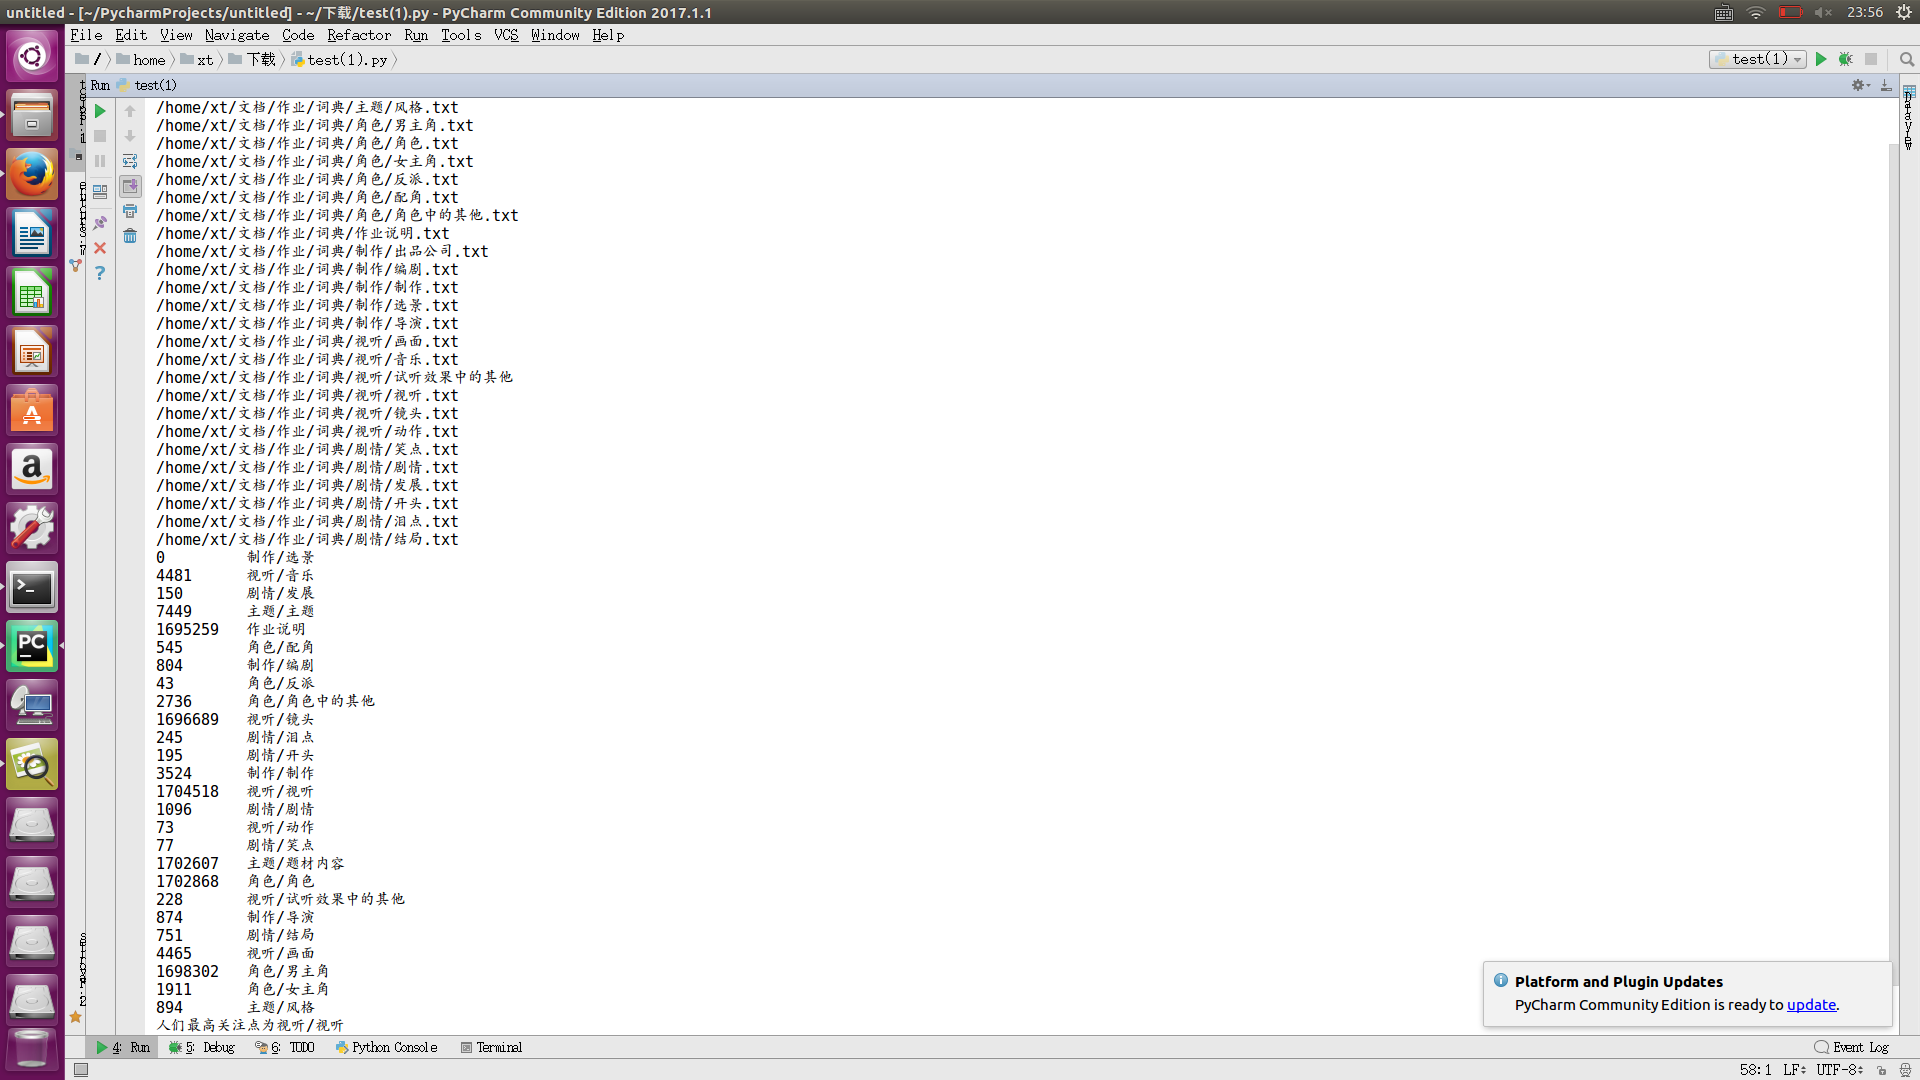 untitled - [~/PycharmProjects/untitled] - ~/下载/test(1).py - PyCharm Community Edition 2017.1.1
23:56
File Edit View Navigate Code Refactor Run Tools VCS Window Help
/ home xt 下载 test(1).py
test(1)
Run test(1)
/home/xt/文档/作业/词典/主题/风格.txt
/home/xt/文档/作业/词典/角色/男主角.txt
/home/xt/文档/作业/词典/角色/角色.txt
/home/xt/文档/作业/词典/角色/女主角.txt
/home/xt/文档/作业/词典/角色/反派.txt
/home/xt/文档/作业/词典/角色/配角.txt
/home/xt/文档/作业/词典/角色/角色中的其他.txt
/home/xt/文档/作业/词典/作业说明.txt
/home/xt/文档/作业/词典/制作/出品公司.txt
/home/xt/文档/作业/词典/制作/编剧.txt
/home/xt/文档/作业/词典/制作/制作.txt
/home/xt/文档/作业/词典/制作/选景.txt
/home/xt/文档/作业/词典/制作/导演.txt
/home/xt/文档/作业/词典/视听/画面.txt
/home/xt/文档/作业/词典/视听/音乐.txt
/home/xt/文档/作业/词典/视听/试听效果中的其他
/home/xt/文档/作业/词典/视听/视听.txt
/home/xt/文档/作业/词典/视听/镜头.txt
/home/xt/文档/作业/词典/视听/动作.txt
/home/xt/文档/作业/词典/剧情/笑点.txt
/home/xt/文档/作业/词典/剧情/剧情.txt
/home/xt/文档/作业/词典/剧情/发展.txt
/home/xt/文档/作业/词典/剧情/开头.txt
/home/xt/文档/作业/词典/剧情/泪点.txt
/home/xt/文档/作业/词典/剧情/结局.txt
0 制作/选景
4481 视听/音乐
150 剧情/发展
7449 主题/主题
1695259 作业说明
545 角色/配角
804 制作/编剧
43 角色/反派
2736 角色/角色中的其他
1696689 视听/镜头
245 剧情/泪点
195 剧情/开头
3524 制作/制作
1704518 视听/视听
1096 剧情/剧情
73 视听/动作
77 剧情/笑点
1702607 主题/题材内容
1702868 角色/角色
228 视听/试听效果中的其他
874 制作/导演
751 剧情/结局
4465 视听/画面
1698302 角色/男主角
1911 角色/女主角
894 主题/风格
人们最高关注点为视听/视听
Platform and Plugin Updates
PyCharm Community Edition is ready to update.
4: Run 5: Debug 6: TODO Python Console Terminal Event Log
58:1 LF UTF-8